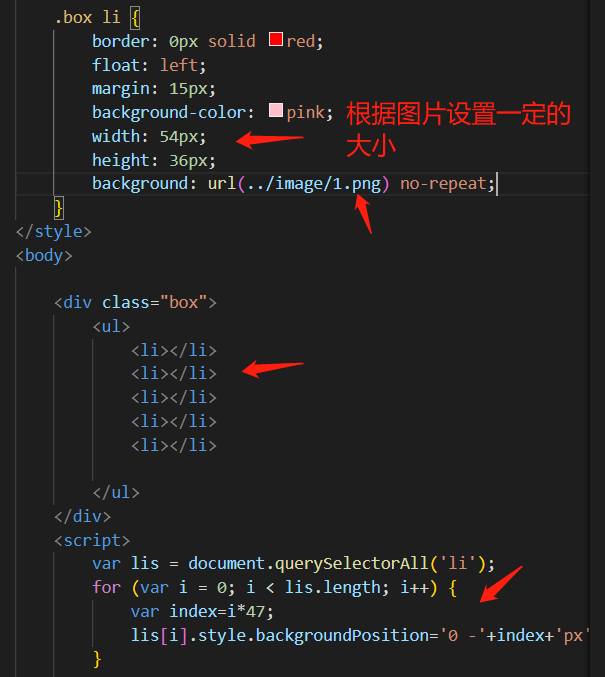 .box li {
border: 0px solid red;
float: left;
margin: 15px;
background-color: pink;
width: 54px;
height: 36px;
background: url(../image/1.png) no-repeat;
}
根据图片设置一定的
大小
</style>
<body>
<div class="box">
<ul>
<li></li>
<li></li>
<li></li>
<li></li>
<li></li>
</ul>
</div>
<script>
var lis = document.querySelectorAll('li');
for (var i = 0; i < lis.length; i++) {
var index=i*47;
lis[i].style.backgroundPosition='0 -'+index+'px'
}